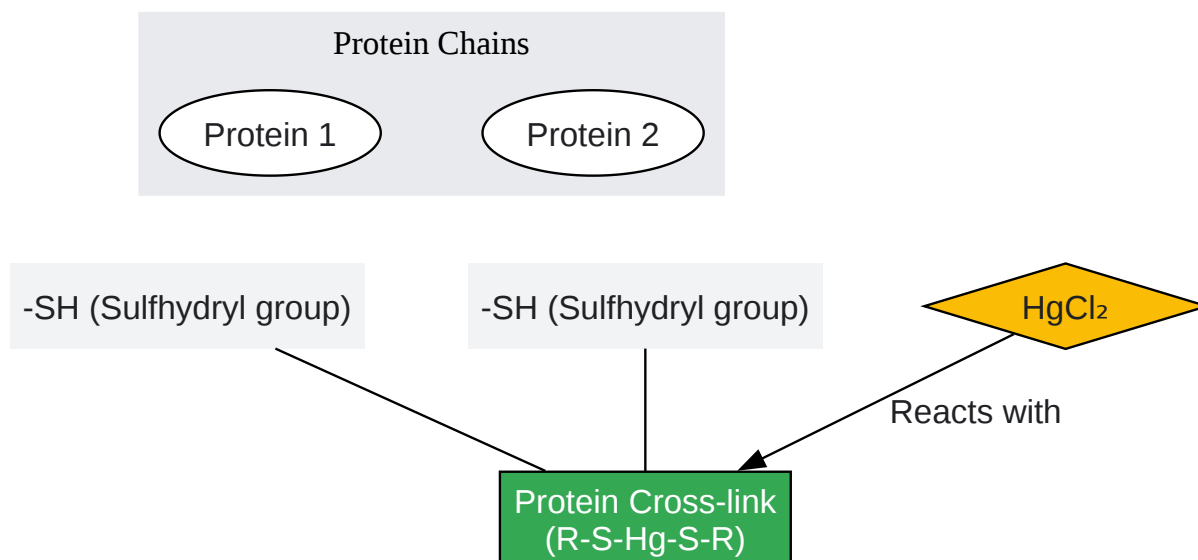 Protein Chains
Protein 1
Protein 2
-SH (Sulfhydryl group)
-SH (Sulfhydryl group)
HgCl₂
Reacts with
Protein Cross-link
(R-S-Hg-S-R)